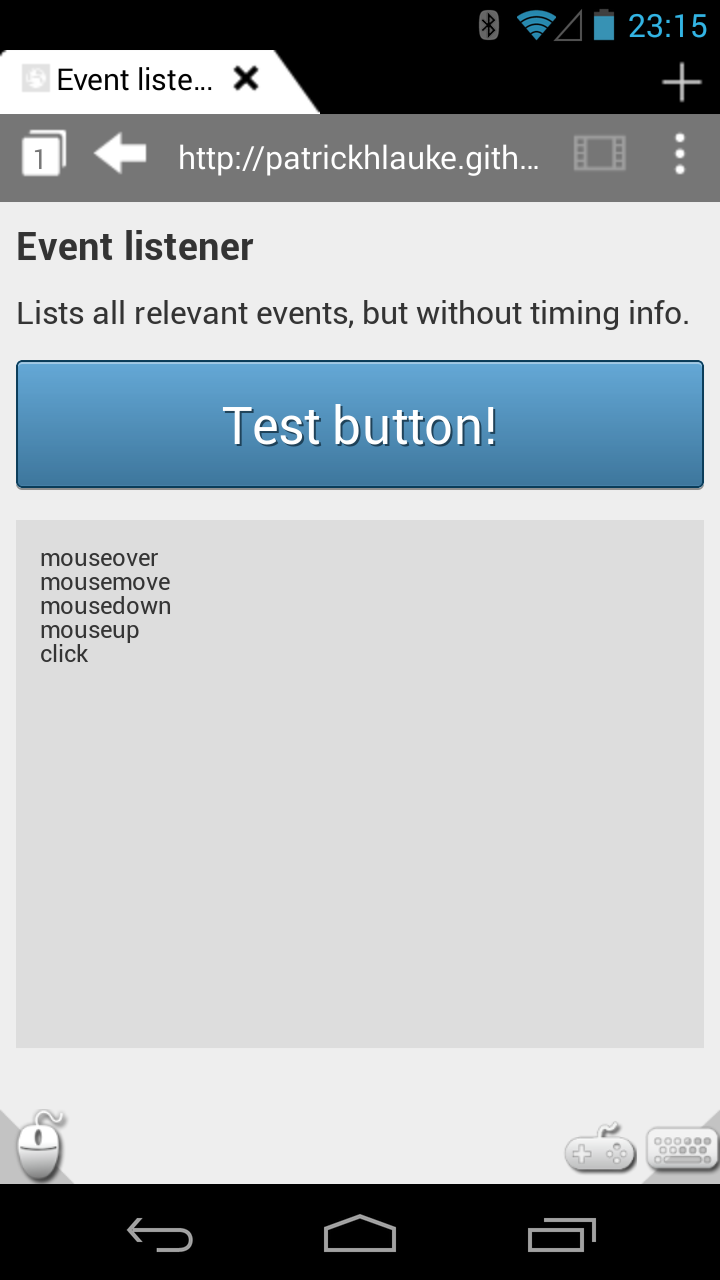 23:15
Event liste...
1
http://patrickhlauke.gith...
Event listener
Lists all relevant events, but without timing info.
Test button!
mouseover
mousemove
mousedown
mouseup
click